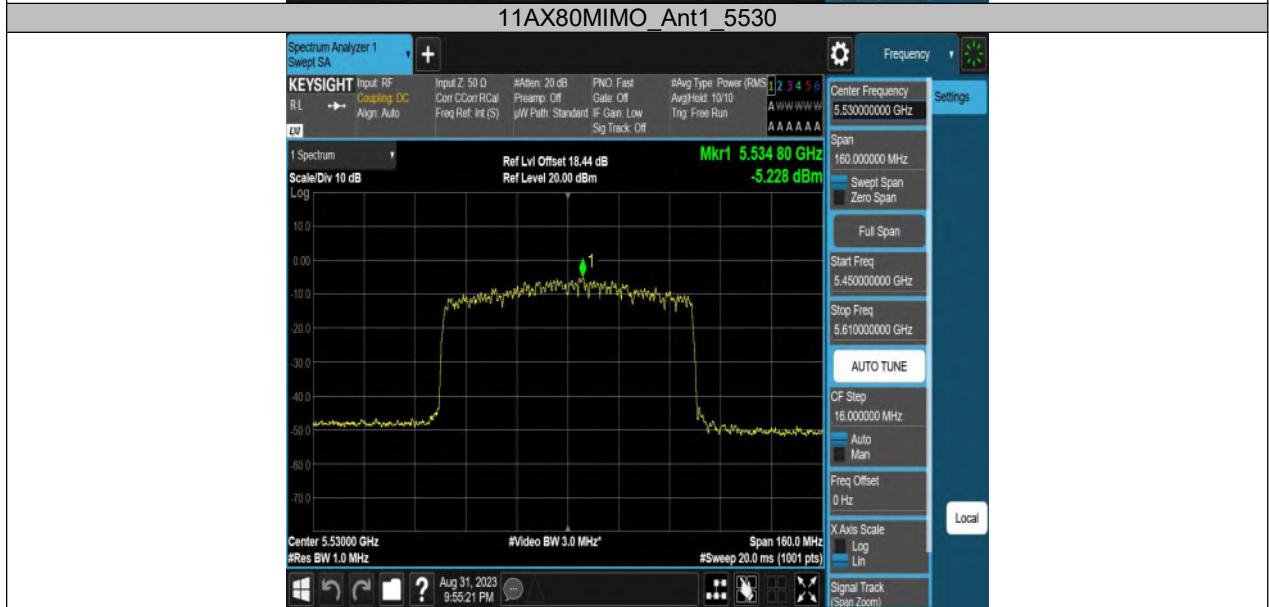 11AX80MIMO_Ant1_5530
Spectrum Analyzer 1
Swept SA
+
Frequency
KEYSIGHT Input: RF
Coupling: DC
Align: Auto
RL
LXI
Input Z: 50 Ω
Corr CCorr RCal
Freq Ref: Int (S)
#Atten: 20 dB
Preamp: Off
µW Path: Standard
PNO: Fast
Gate: Off
IF Gain: Low
Sig Track: Off
#Avg Type: Power (RMS
Avg|Hold: 10/10
Trig: Free Run
1 2 3 4 5 6
A W W W W W
A A A A A A
Center Frequency
5.530000000 GHz
Settings
Span
160.000000 MHz
Swept Span
Zero Span
Full Span
Start Freq
5.450000000 GHz
Stop Freq
5.610000000 GHz
AUTO TUNE
CF Step
16.000000 MHz
Auto
Man
Freq Offset
0 Hz
X Axis Scale
Log
Lin
Signal Track
(Span Zoom)
Local
1 Spectrum
Scale/Div 10 dB
Log
Ref Lvl Offset 18.44 dB
Ref Level 20.00 dBm
Mkr1 5.534 80 GHz
-5.228 dBm
1
10.0
0.00
-10.0
-20.0
-30.0
-40.0
-50.0
-60.0
-70.0
Center 5.53000 GHz
#Res BW 1.0 MHz
#Video BW 3.0 MHz*
Span 160.0 MHz
#Sweep 20.0 ms (1001 pts)
?
Aug 31, 2023
9:55:21 PM